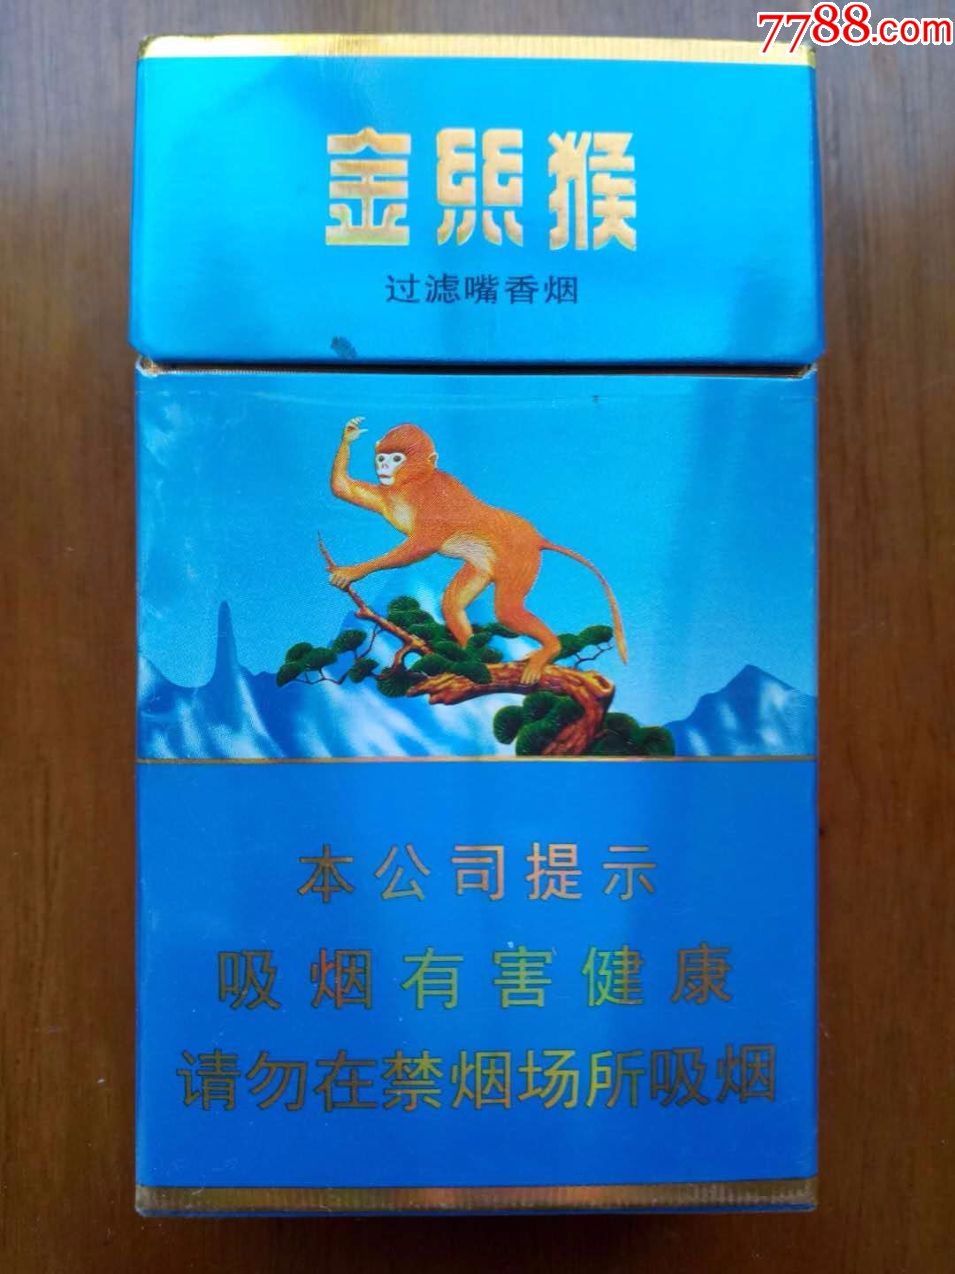 7788.com
金丝猴
过滤嘴香烟
本公司提示
吸烟有害健康
请勿在禁烟场所吸烟